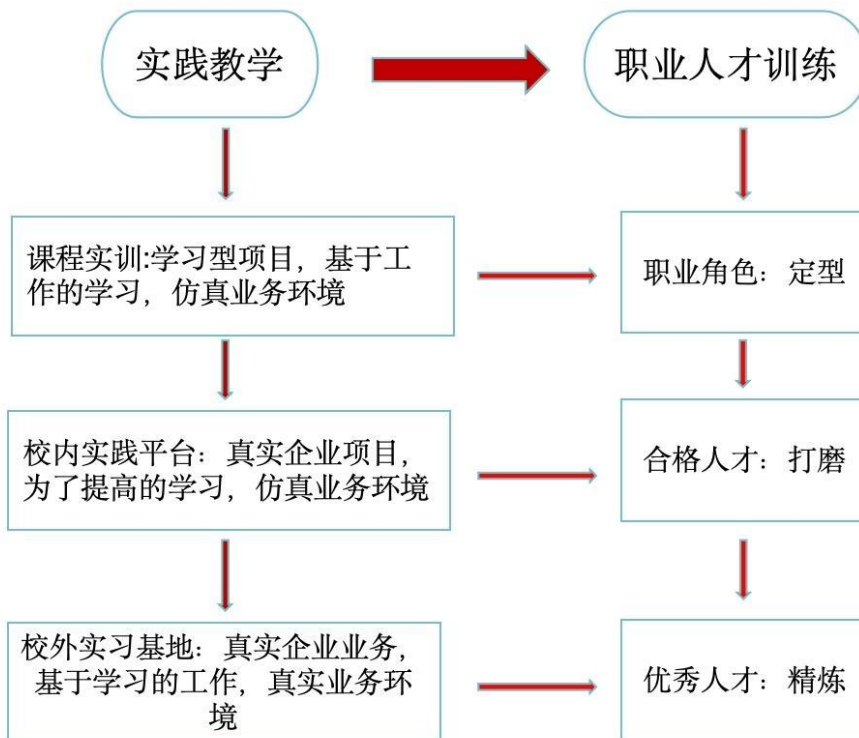 实践教学
职业人才训练
课程实训:学习型项目，基于工
作的学习，仿真业务环境
职业角色：定型
校内实践平台：真实企业项目，
为了提高的学习，仿真业务环境
合格人才：打磨
校外实习基地：真实企业业务，
基于学习的工作，真实业务环
境
优秀人才：精炼